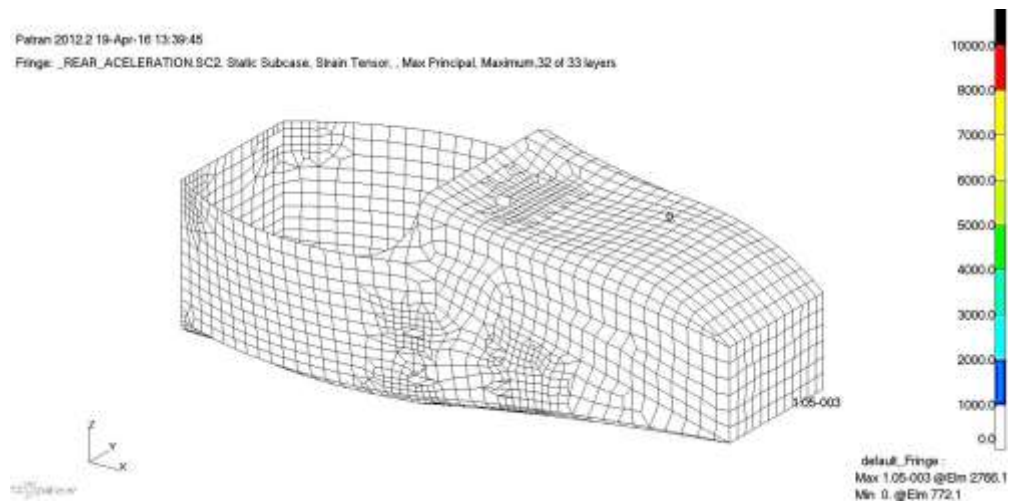 Patran 2012.2 19-Apr-16 13:39:45
Fringe: _REAR_ACELERATION.SC2, Static Subcase, Strain Tensor, , Max Principal, Maximum,32 of 33 layers
10000.0
8000.0
7000.0
6000.0
5000.0
4000.0
3000.0
2000.0
1000.0
0.0
0
1.05-003
Z
Y
X
default_Fringe :
Max 1.05-003 @Elm 2766.1
Min 0. @Elm 772.1